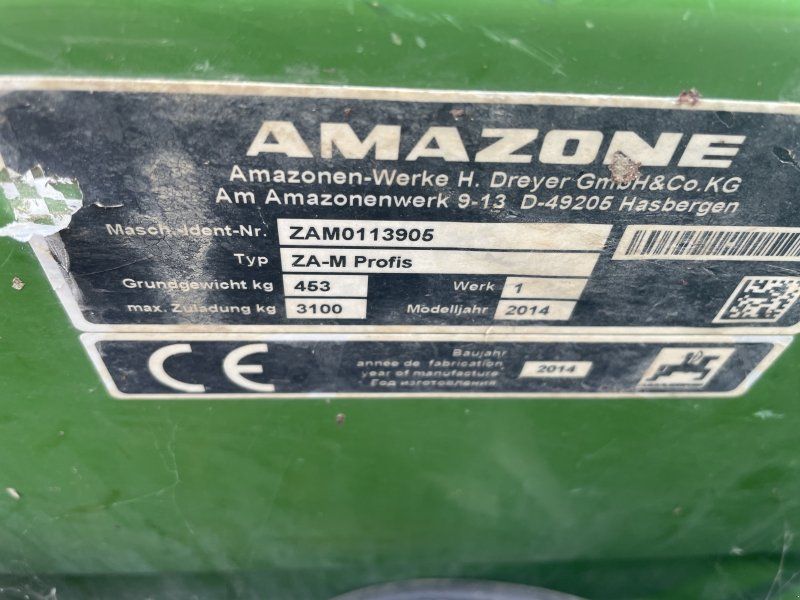 AMAZONE
Amazonen-Werke H. Dreyer GmbH&Co.KG
Am Amazonenwerk 9-13 D-49205 Hasbergen
Masch.-Ident-Nr. ZAM0113905
Typ ZA-M Profis
Grundgewicht kg 453 Werk 1
max. Zuladung kg 3100 Modelljahr 2014
CE
Baujahr
année de fabrication
year of manufacture
Год изготовления
2014